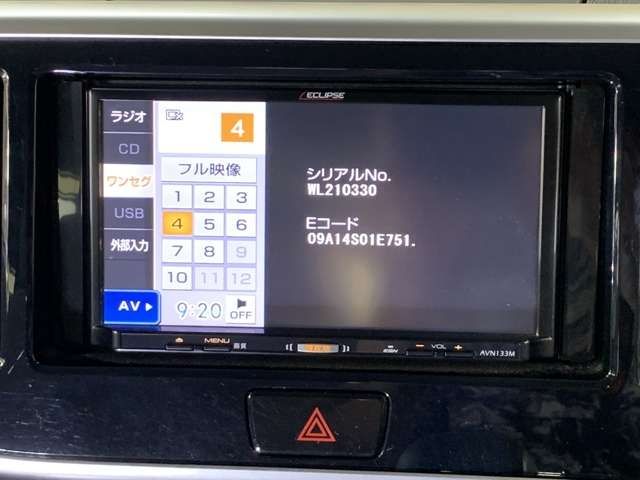 ECLIPSE
ラジオ
CD
ワンセグ
USB
外部入力
AV
4
フル映像
1 2 3
4 5 6
7 8 9
10 11 12
9:20
OFF
シリアルNo.
WL210330
Eコード
09A14S01E751.
MENU
画質
VOL
AVN133M